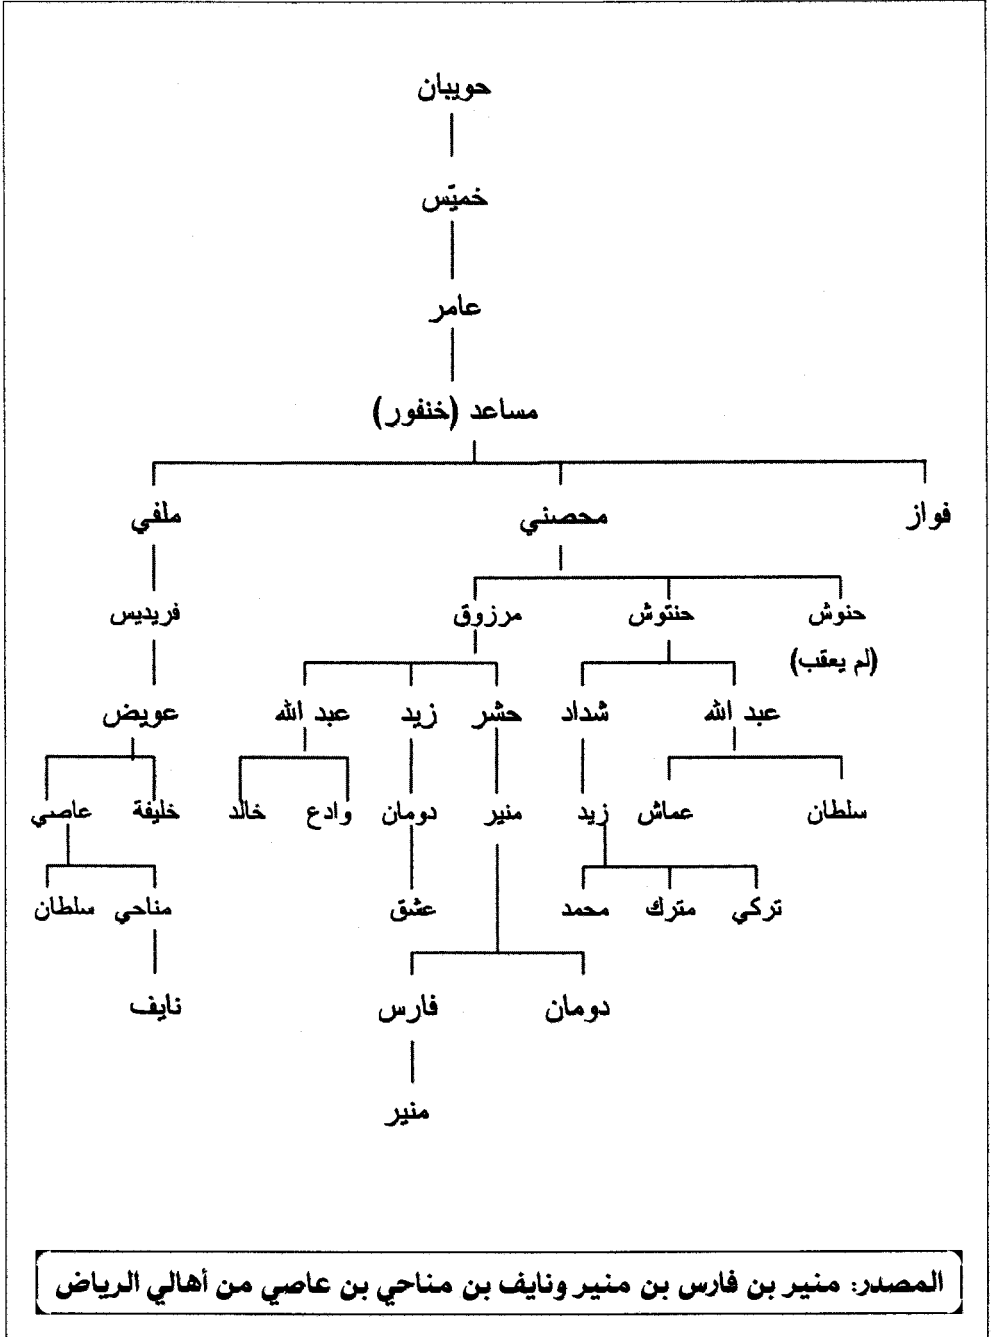 حويبان
خميّس
عامر
مساعد (خنفور)
فواز محصني ملفي
حنوش حنتوش مرزوق فريديس
(لم يعقب)
عبد الله شداد حشر زيد عبد الله عويض
سلطان عماش زيد منير دومان وادع خالد خليفة عاصي
تركي مترك محمد عشق مناحي سلطان
دومان فارس نايف
منير
المصدر: منير بن فارس بن منير ونايف بن مناحي بن عاصي من أهالي الرياض